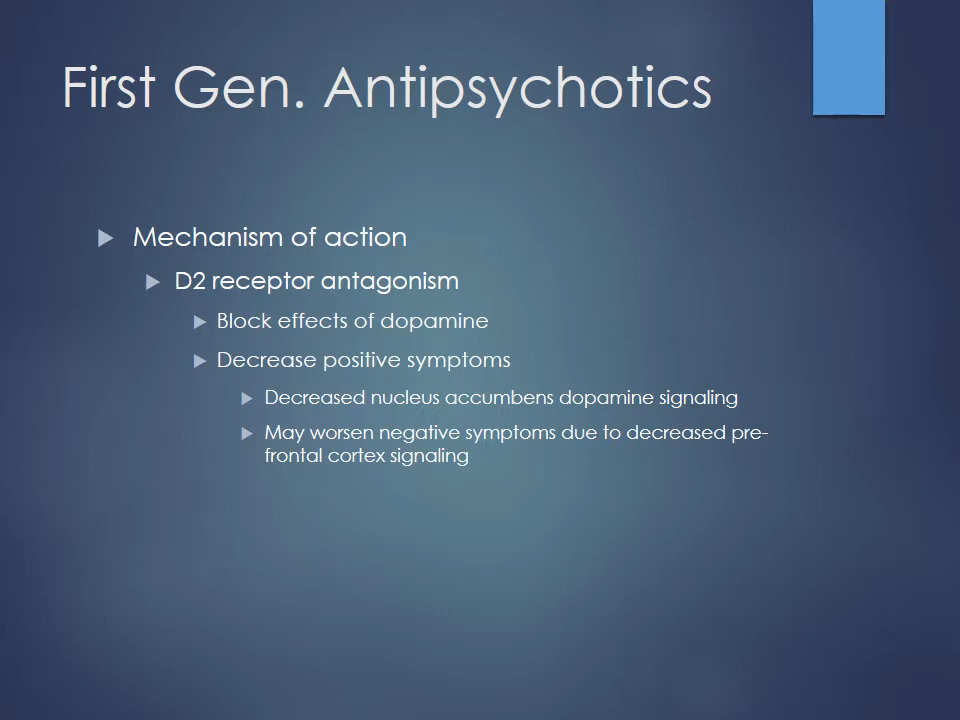 First Gen. Antipsychotics
Mechanism of action
D2 receptor antagonism
Block effects of dopamine
Decrease positive symptoms
Decreased nucleus accumbens dopamine signaling
May worsen negative symptoms due to decreased pre-
frontal cortex signaling